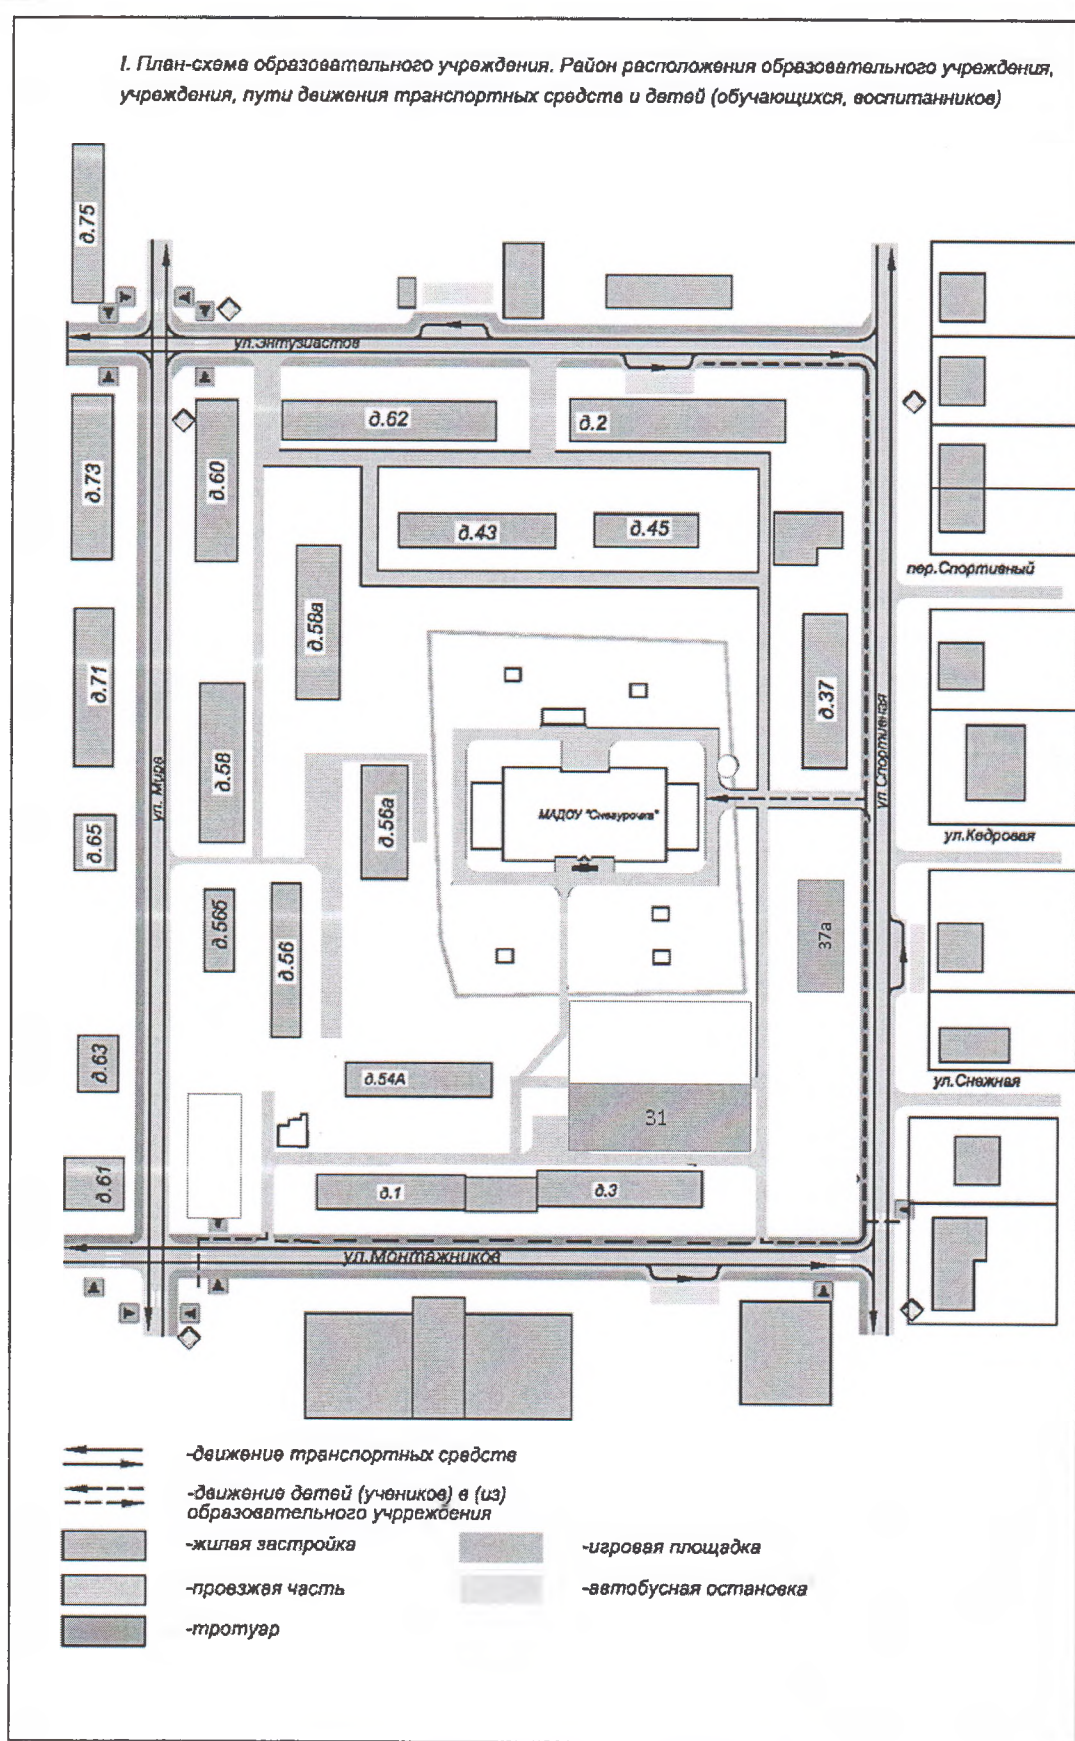 I. План-схема образовательного учреждения. Район расположения образовательного учреждения,
учреждения, пути движения транспортных средств и детей (обучающихся, воспитанников)
д.75
ул.Энтузиастов
д.62
д.2
д.73
д.60
д.43
д.45
пер.Спортивный
д.58а
д.71
д.37
д.58
ул. Мира
ул.Спортивная
д.56а
МАДОУ "Снегурочка"
д.65
ул.Кедровая
д.56б
д.56
37а
д.63
д.54А
ул.Снежная
31
д.61
д.1
д.3
ул.Монтажников
-движение транспортных средств
-движение детей (учеников) в (из)
образовательного учрреждения
-жилая застройка
-игровая площадка
-проезжая часть
-автобусная остановка
-тротуар